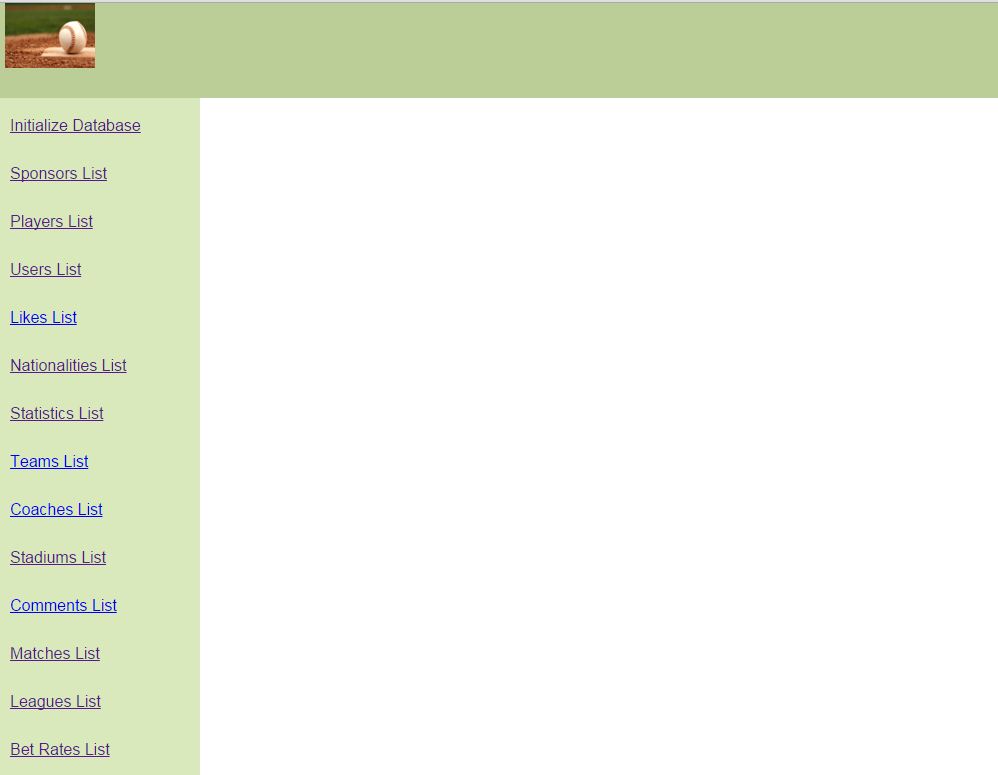 Initialize Database
Sponsors List
Players List
Users List
Likes List
Nationalities List
Statistics List
Teams List
Coaches List
Stadiums List
Comments List
Matches List
Leagues List
Bet Rates List